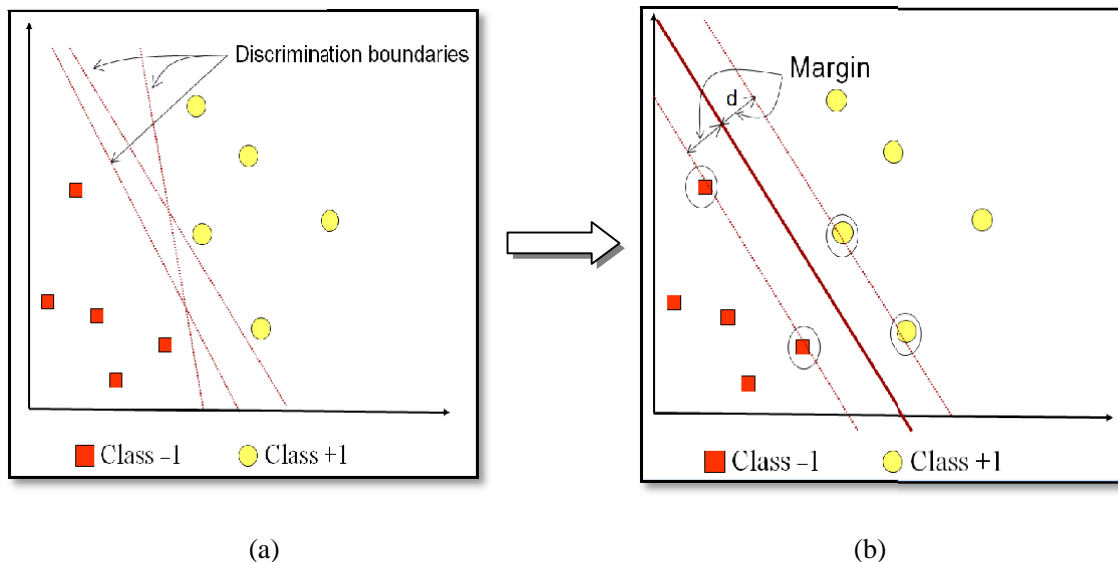 Discrimination boundaries
Class −1
Class +1
(a)
Margin
d
Class −1
Class +1
(b)